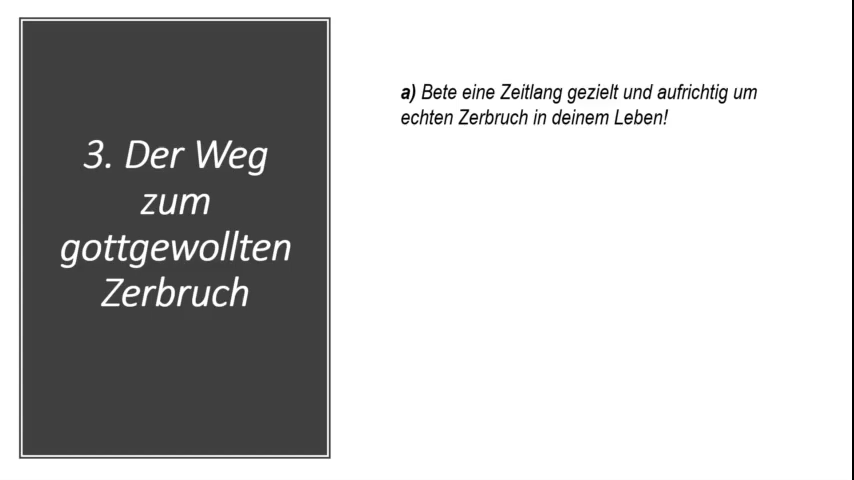 3. Der Weg
zum
gottgewollten
Zerbruch
a) Bete eine Zeitlang gezielt und aufrichtig um
echten Zerbruch in deinem Leben!